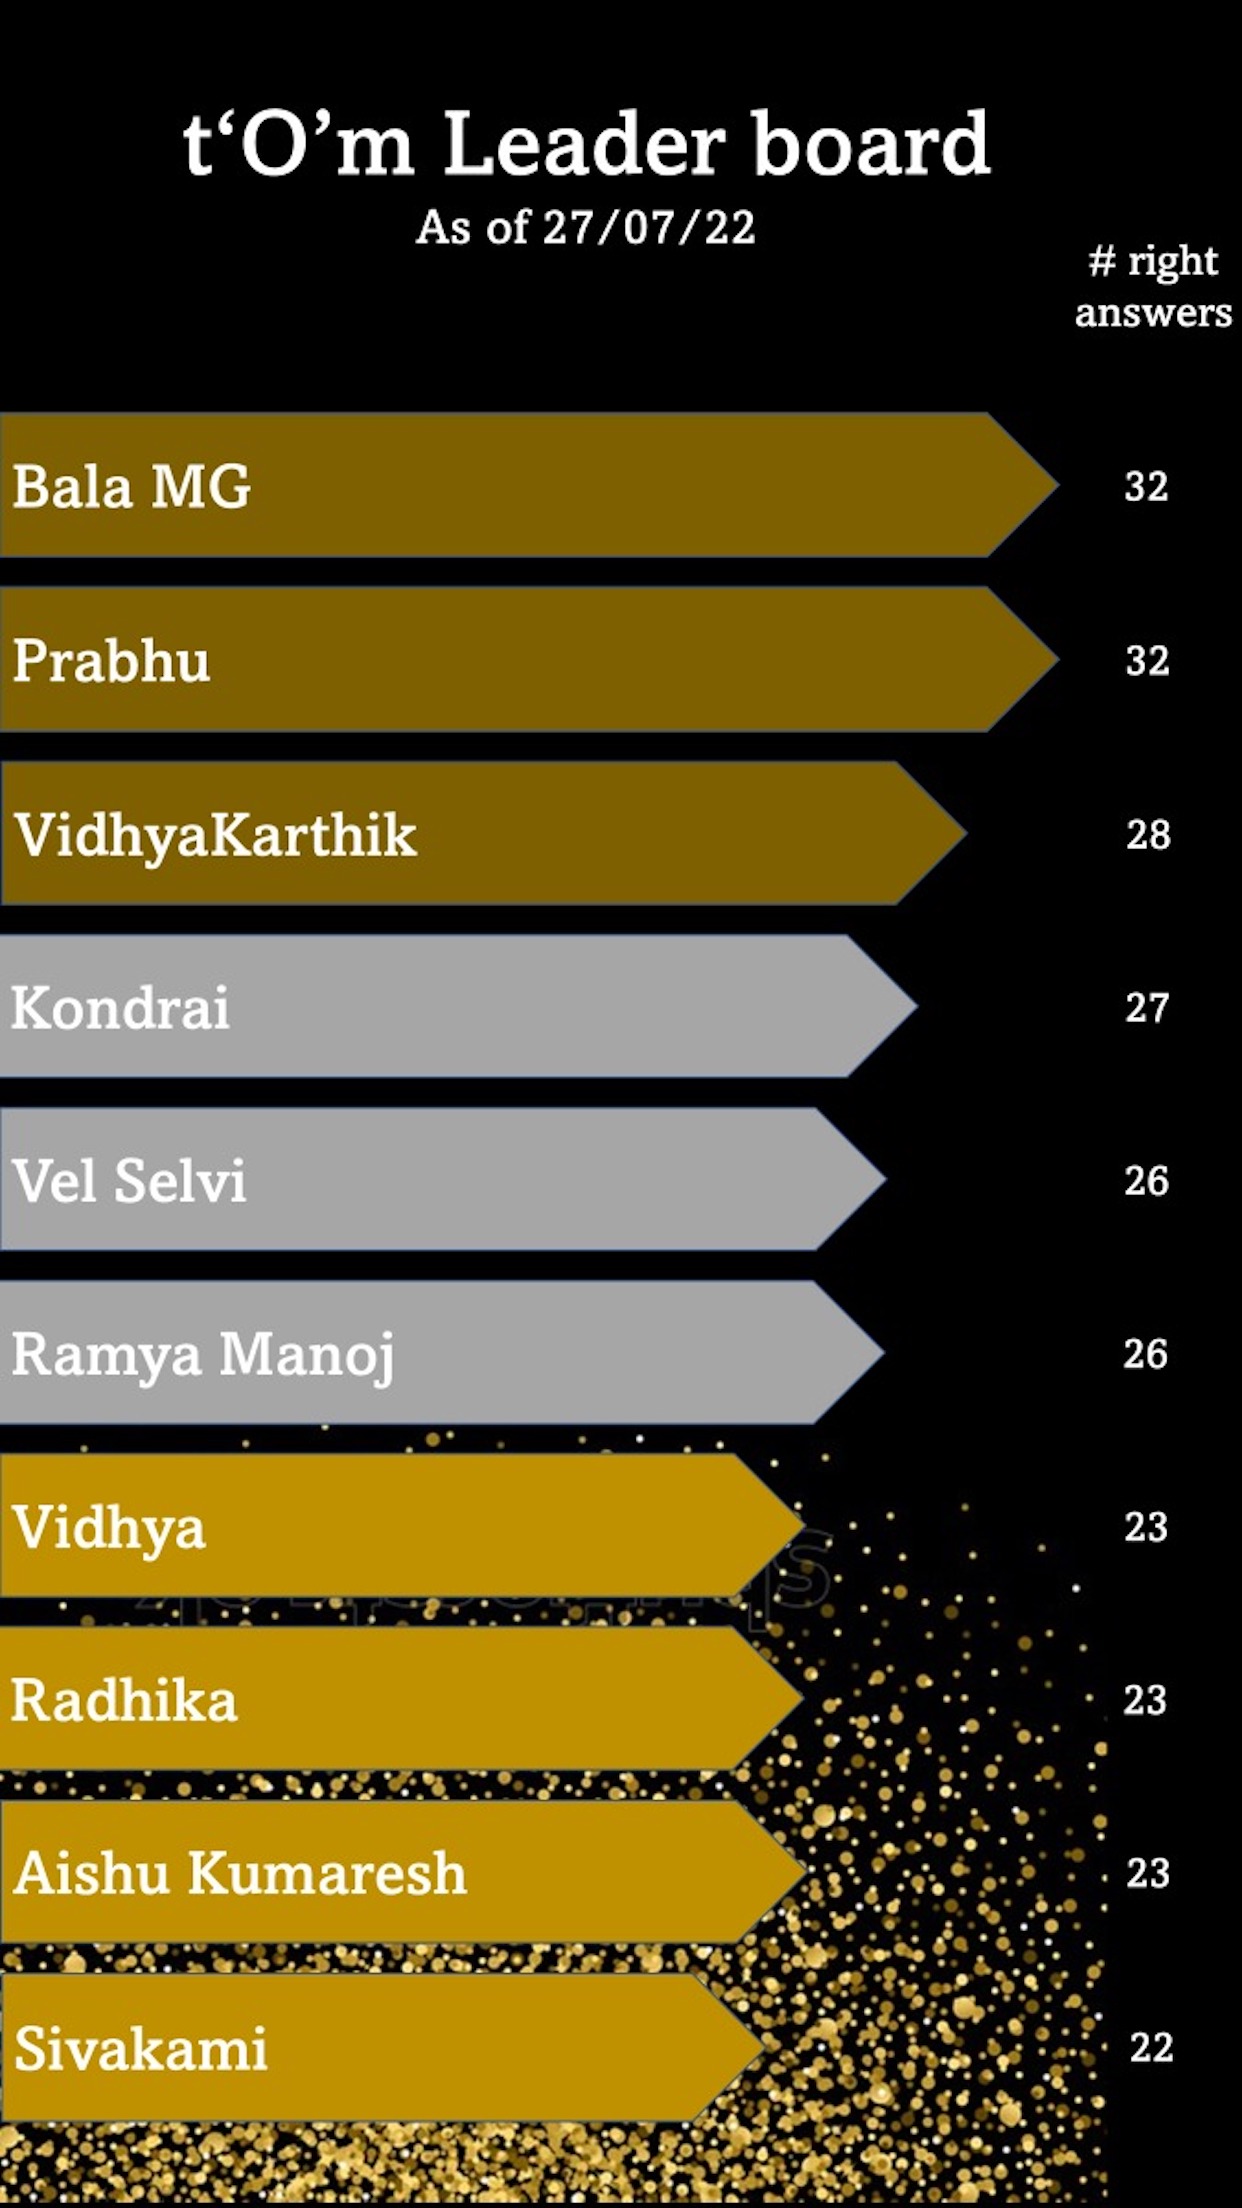 t‘O’m Leader board
As of 27/07/22
# right
answers
Bala MG 32
Prabhu 32
VidhyaKarthik 28
Kondrai 27
Vel Selvi 26
Ramya Manoj 26
Vidhya 23
Radhika 23
Aishu Kumaresh 23
Sivakami 22